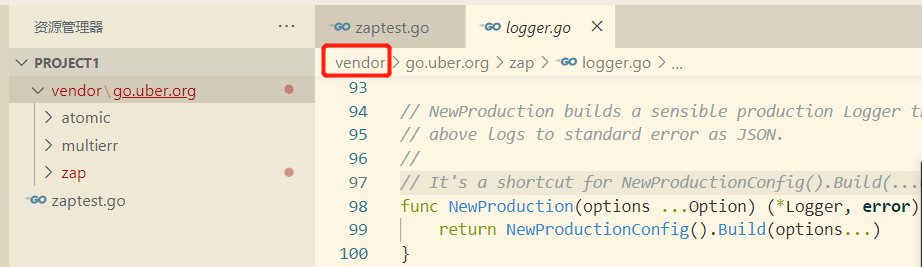 资源管理器 ...
zaptest.go logger.go
PROJECT1
vendor\go.uber.org
atomic
multierr
zap
zaptest.go
vendor > go.uber.org > zap > logger.go > ...
93
94 // NewProduction builds a sensible production Logger
95 // above logs to standard error as JSON.
96 //
97 // It's a shortcut for NewProductionConfig().Build(...
98 func NewProduction(options ...Option) (*Logger, error)
99 return NewProductionConfig().Build(options...)
100 }